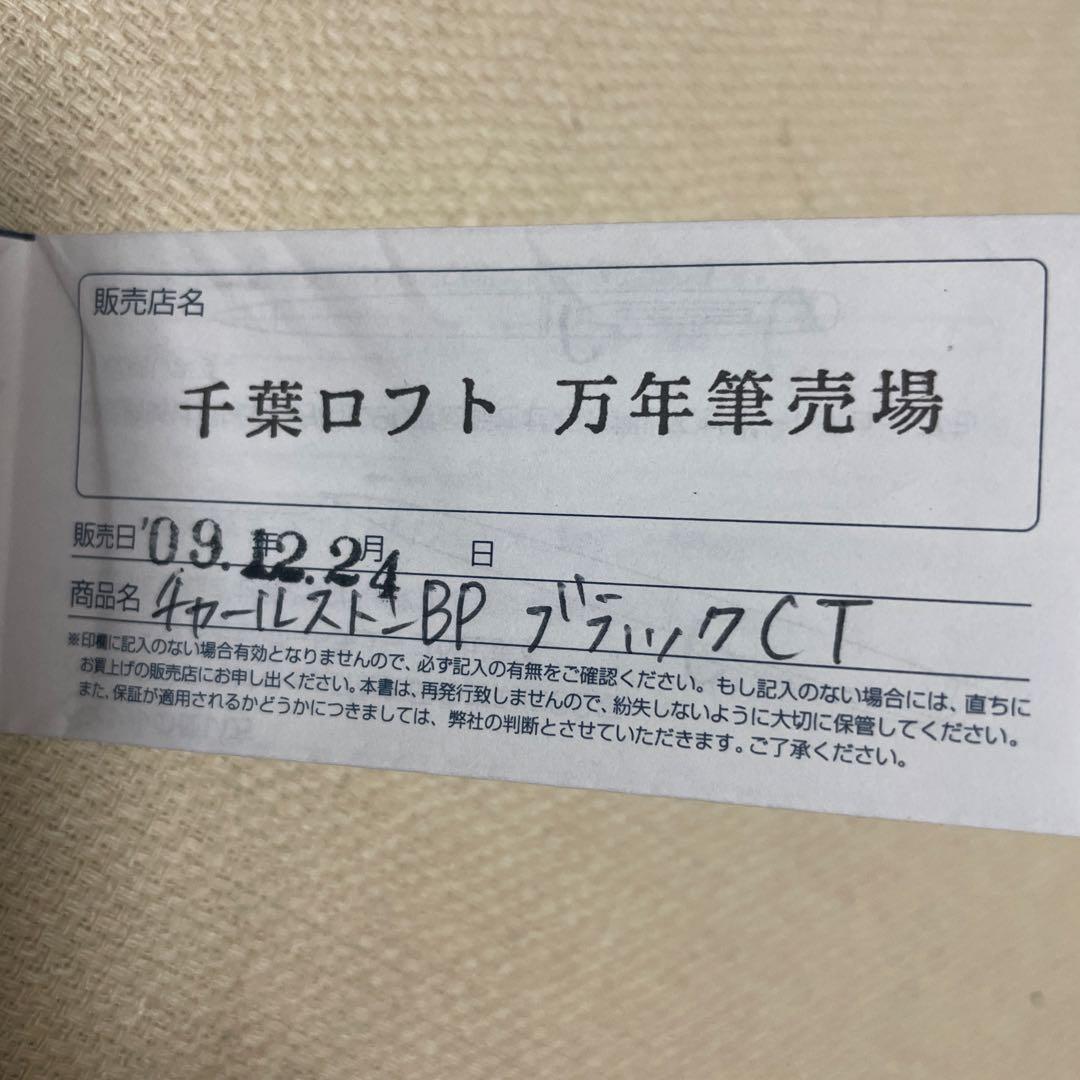 販売店名
千葉ロフト 万年筆売場
販売日 '09.12.24 年 月 日
商品名 チャールストンBP ブラックCT
※印欄に記入のない場合有効となりませんので、必ず記入の有無をご確認ください。もし記入のない場合には、直ちに
お買上げの販売店にお申し出ください。本書は、再発行致しませんので、紛失しないように大切に保管してください。
また、保証が適用されるかどうかにつきましては、弊社の判断とさせていただきます。ご了承ください。